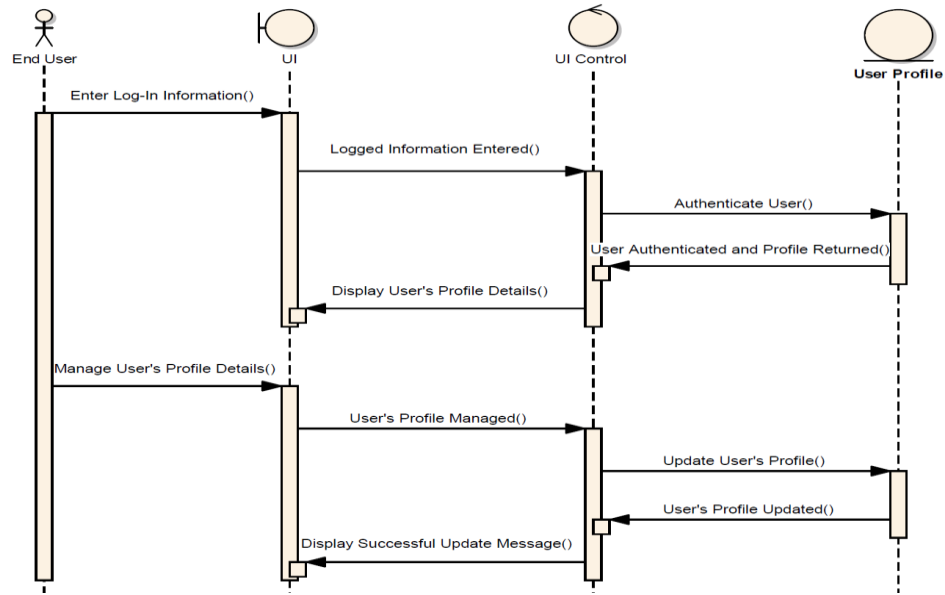 End User
UI
UI Control
User Profile
Enter Log-In Information()
Logged Information Entered()
Authenticate User()
User Authenticated and Profile Returned()
Display User's Profile Details()
Manage User's Profile Details()
User's Profile Managed()
Update User's Profile()
User's Profile Updated()
Display Successful Update Message()